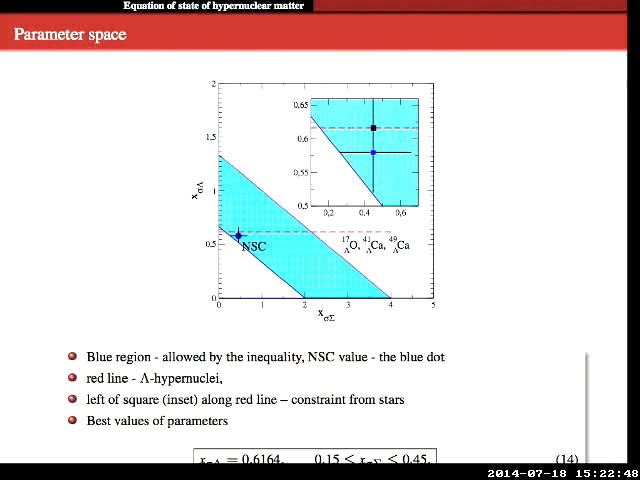 Equation of state of hypernuclear matter
Parameter space
2
1,5
1
0,5
0
0 1 2 3 4 5
x_σΛ
x_σΣ
0,65
0,6
0,55
0,5
0,2 0,4 0,6
NSC
¹⁷_ΛO, ⁴¹_ΛCa, ⁴⁹_ΛCa
Blue region - allowed by the inequality, NSC value - the blue dot
red line - Λ-hypernuclei,
left of square (inset) along red line – constraint from stars
Best values of parameters
x_σΛ = 0.6164, 0.15 ≤ x_σΣ ≤ 0.45, (14)
2014-07-18 15:22:48